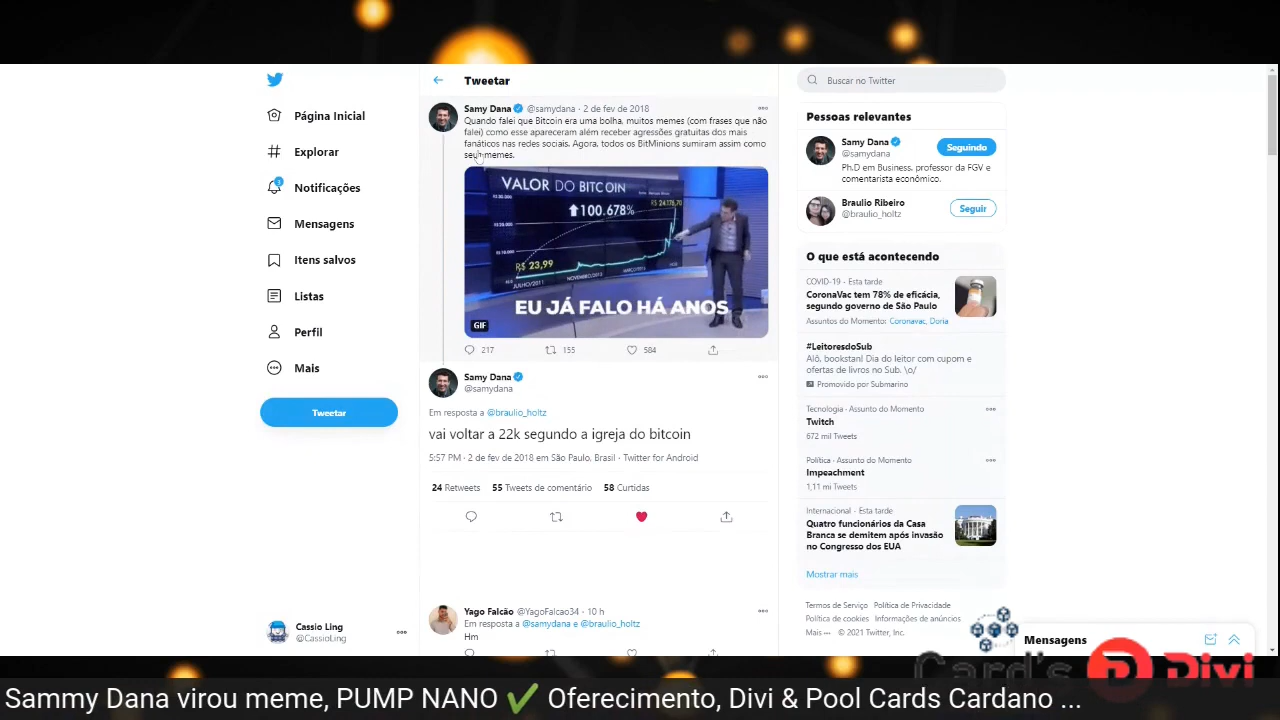 Tweetar
Página Inicial
Explorar
3
Notificações
Mensagens
Itens salvos
Listas
Perfil
Mais
Tweetar
Cassio Ling
@CassioLing
Samy Dana @samydana · 2 de fev de 2018
Quando falei que Bitcoin era uma bolha, muitos memes (com frases que não
falei) como esse apareceram além receber agressões gratuitas dos mais
fanáticos nas redes sociais. Agora, todos os BitMinions sumiram assim como
seus memes.
VALOR DO BITCOIN
100.678%
R$ 24.176,70
R$ 23,99
JULHO/2011
NOVEMBRO/2013
MARÇO/2015
EU JÁ FALO HÁ ANOS
GIF
217 155 584
Samy Dana
@samydana
Em resposta a @braulio_holtz
vai voltar a 22k segundo a igreja do bitcoin
5:57 PM · 2 de fev de 2018 em São Paulo, Brasil · Twitter for Android
24 Retweets 55 Tweets de comentário 58 Curtidas
Yago Falcão @YagoFalcao34 · 10 h
Em resposta a @samydana e @braulio_holtz
Hm
Buscar no Twitter
Pessoas relevantes
Samy Dana
@samydana
Seguindo
Ph.D em Business, professor da FGV e
comentarista econômico.
Braulio Ribeiro
@braulio_holtz
Seguir
O que está acontecendo
COVID-19 · Esta tarde
CoronaVac tem 78% de eficácia,
segundo governo de São Paulo
Assuntos do Momento: Coronavac, Doria
#LeitoresdoSub
Alô, bookstan! Dia do leitor com cupom e
ofertas de livros no Sub. \o/
Promovido por Submarino
Tecnologia · Assunto do Momento
Twitch
672 mil Tweets
Política · Assunto do Momento
Impeachment
1,11 mi Tweets
Internacional · Esta tarde
Quatro funcionários da Casa
Branca se demitem após invasão
no Congresso dos EUA
Mostrar mais
Termos de Serviço Política de Privacidade
Política de cookies Informações de anúncios
Mais ··· © 2021 Twitter, Inc.
Mensagens
Card's
Divi
Sammy Dana virou meme, PUMP NANO ✔ Oferecimento, Divi & Pool Cards Cardano ...